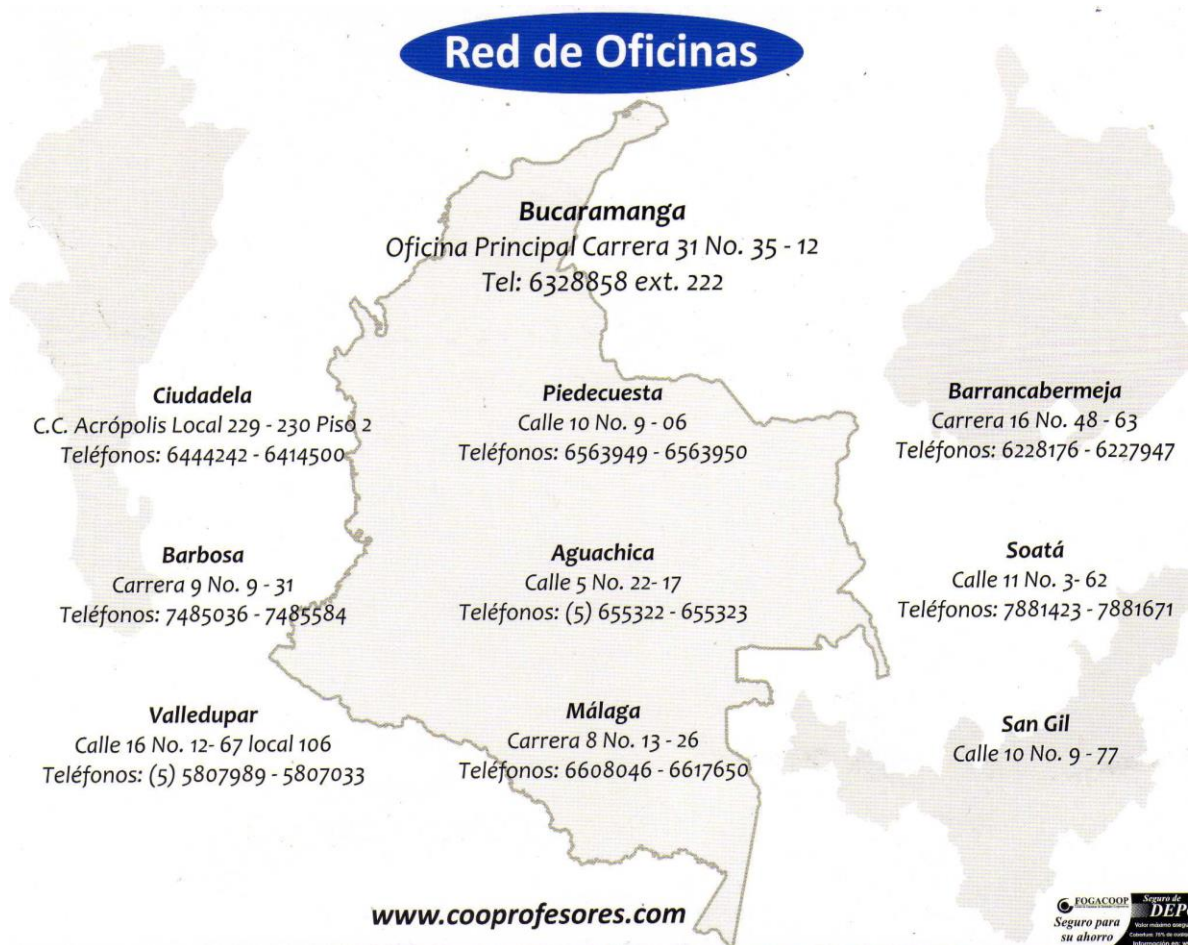 Red de Oficinas
Bucaramanga
Oficina Principal Carrera 31 No. 35 - 12
Tel: 6328858 ext. 222
Ciudadela
C.C. Acrópolis Local 229 - 230 Piso 2
Teléfonos: 6444242 - 6414500
Piedecuesta
Calle 10 No. 9 - 06
Teléfonos: 6563949 - 6563950
Barrancabermeja
Carrera 16 No. 48 - 63
Teléfonos: 6228176 - 6227947
Barbosa
Carrera 9 No. 9 - 31
Teléfonos: 7485036 - 7485584
Aguachica
Calle 5 No. 22- 17
Teléfonos: (5) 655322 - 655323
Soatá
Calle 11 No. 3- 62
Teléfonos: 7881423 - 7881671
Valledupar
Calle 16 No. 12- 67 local 106
Teléfonos: (5) 5807989 - 5807033
Málaga
Carrera 8 No. 13 - 26
Teléfonos: 6608046 - 6617650
San Gil
Calle 10 No. 9 - 77
www.cooprofesores.com
FOGACOOP
Seguro para
su ahorro
Seguro de